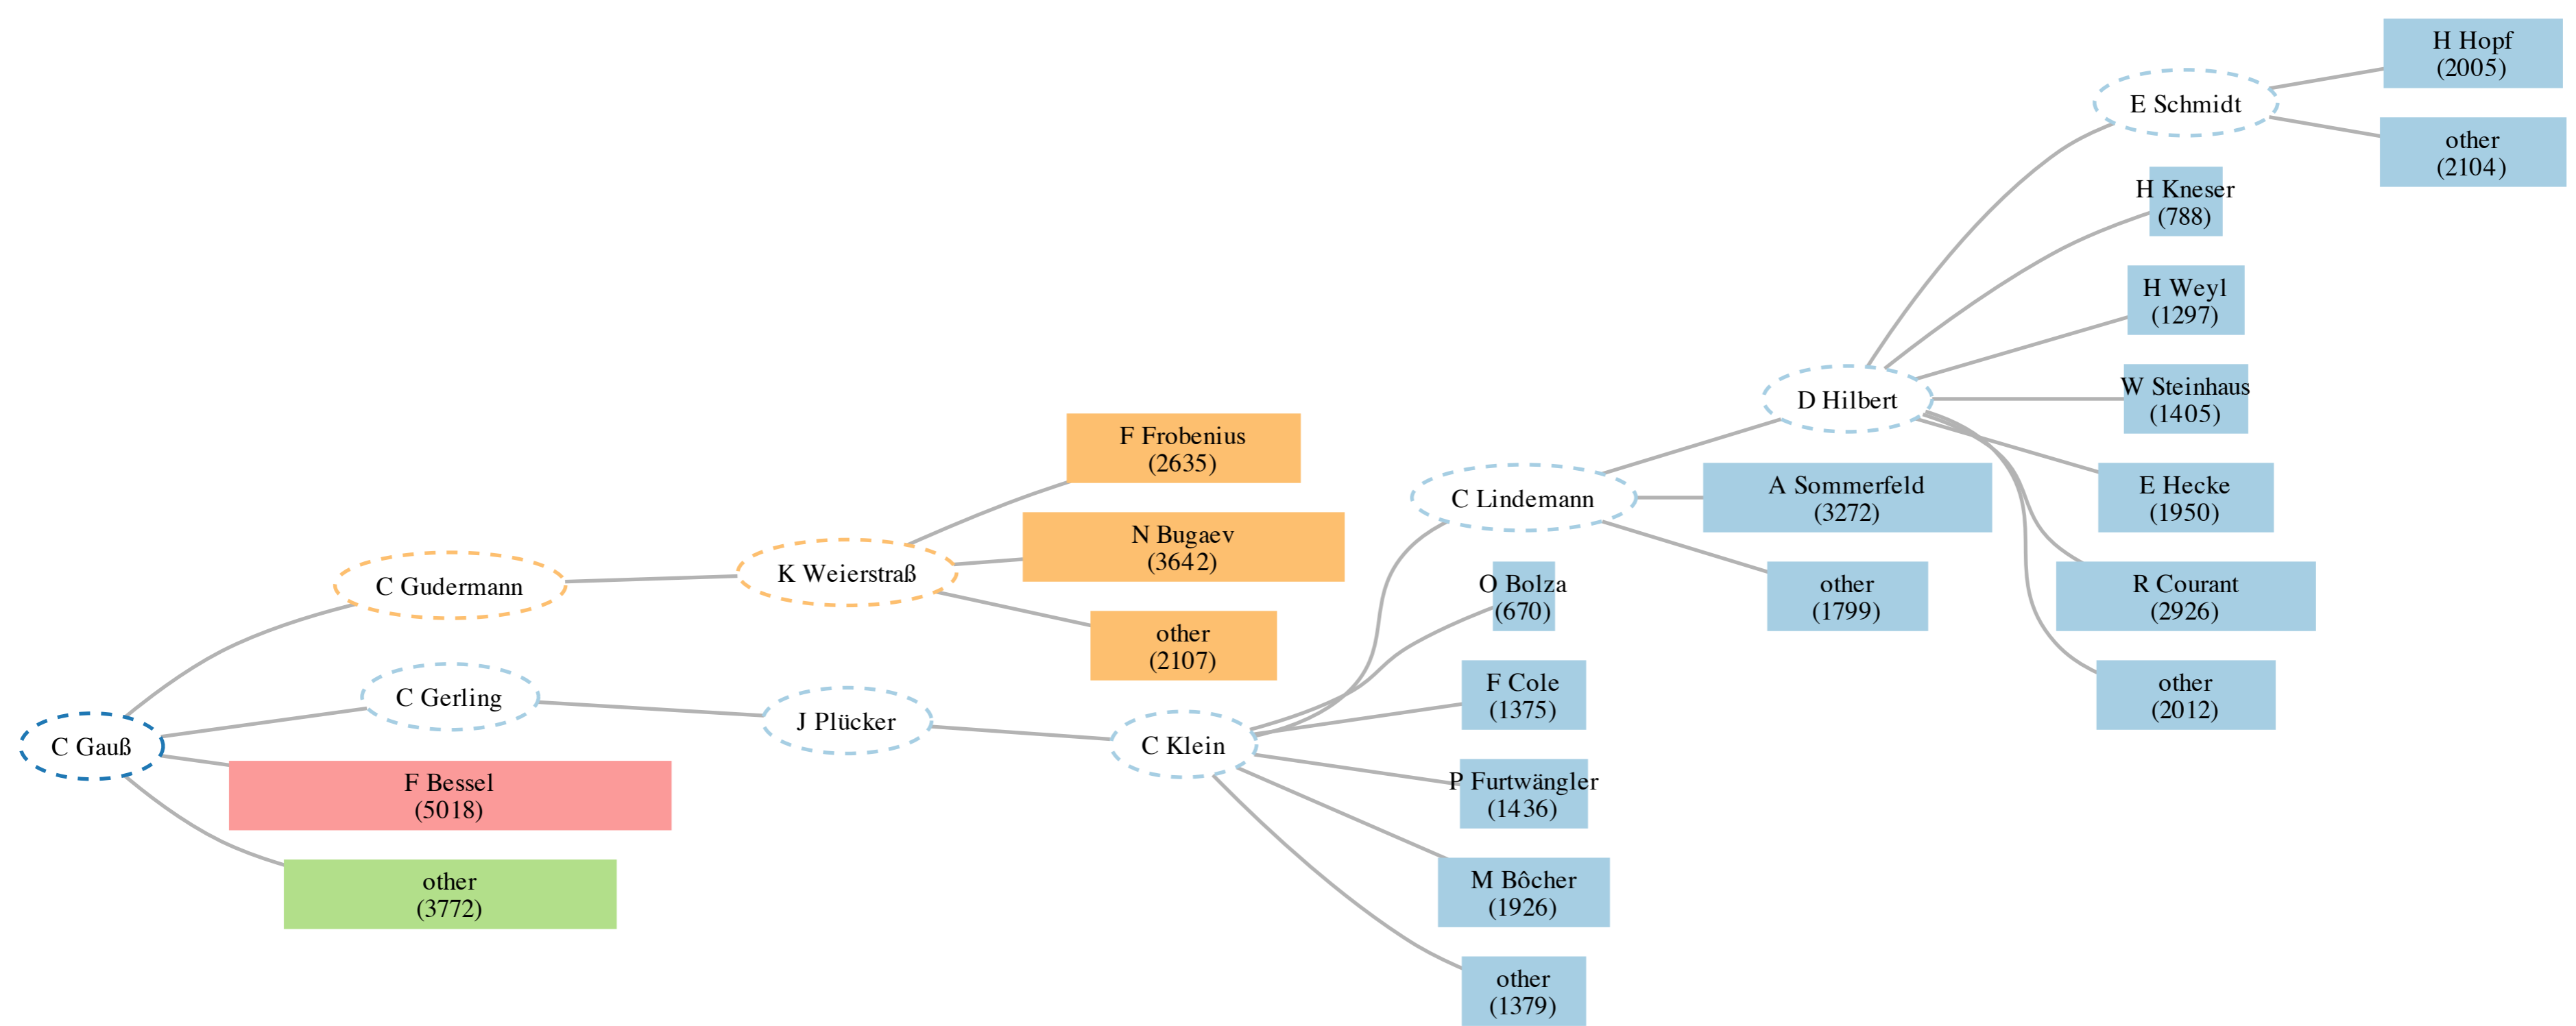 H Hopf
(2005)
E Schmidt
other
(2104)
H Kneser
(788)
H Weyl
(1297)
D Hilbert
W Steinhaus
(1405)
F Frobenius
(2635)
C Lindemann
A Sommerfeld
(3272)
E Hecke
(1950)
N Bugaev
(3642)
C Gudermann
K Weierstraß
O Bolza
(670)
other
(1799)
R Courant
(2926)
other
(2107)
C Gerling
J Plücker
F Cole
(1375)
other
(2012)
C Gauß
C Klein
F Bessel
(5018)
P Furtwängler
(1436)
other
(3772)
M Bôcher
(1926)
other
(1379)